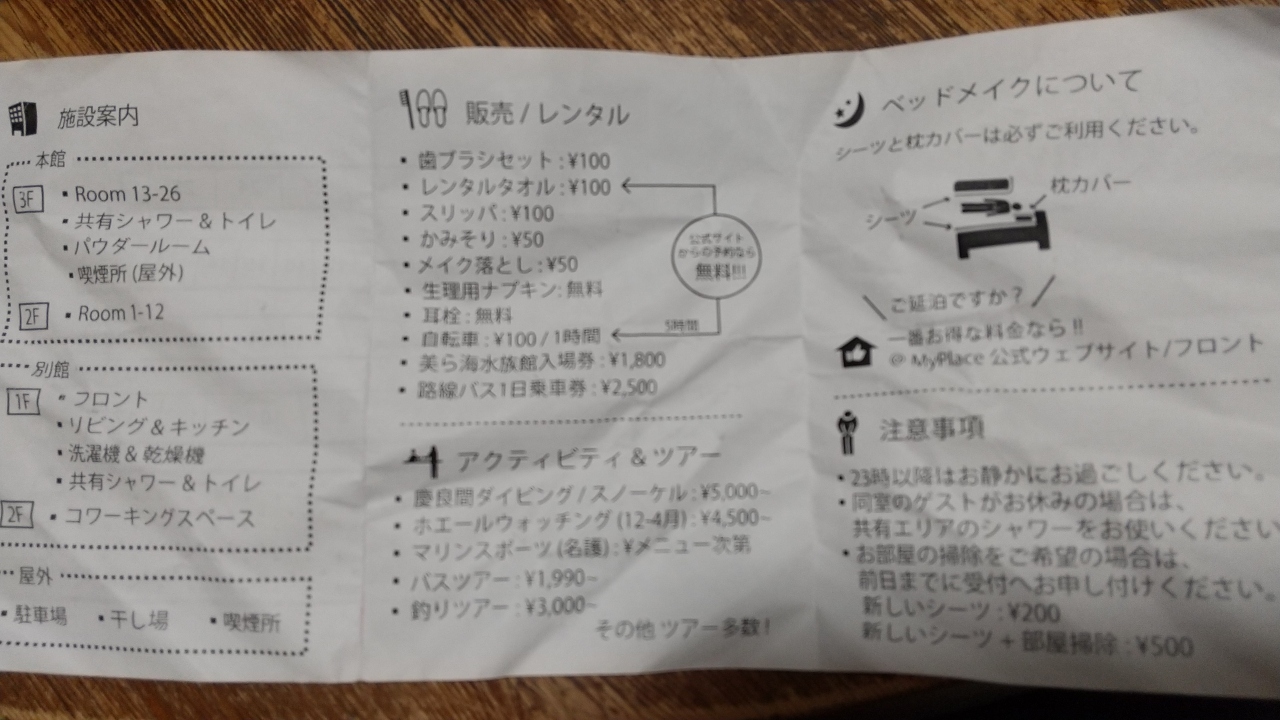 施設案内
本館
3F
・Room 13-26
・共有シャワー & トイレ
・パウダールーム
・喫煙所 (屋外)
2F
・Room 1-12
別館
1F
・フロント
・リビング & キッチン
・洗濯機 & 乾燥機
・共有シャワー & トイレ
2F
・コワーキングスペース
屋外
・駐車場 ・干し場 ・喫煙所
販売 / レンタル
・歯ブラシセット : ¥100
・レンタルタオル : ¥100
・スリッパ : ¥100
・かみそり : ¥50
・メイク落とし : ¥50
・生理用ナプキン : 無料
・耳栓 : 無料
・自転車 : ¥100 / 1時間
・美ら海水族館入場券 : ¥1,800
・路線バス1日乗車券 : ¥2,500
公式サイト
からの予約なら
無料!!!
5時間
アクティビティ & ツアー
・慶良間ダイビング / スノーケル : ¥5,000~
・ホエールウォッチング (12-4月) : ¥4,500~
・マリンスポーツ (名護) : ¥メニュー次第
・バスツアー : ¥1,990~
・釣りツアー : ¥3,000~
その他 ツアー多数!
ベッドメイクについて
シーツと枕カバーは必ずご利用ください。
枕カバー
シーツ
\ ご延泊ですか? /
一番お得な料金なら !!
@ MyPlace 公式ウェブサイト/フロント
注意事項
・23時以降はお静かにお過ごしください。
・同室のゲストがお休みの場合は、
共有エリアのシャワーをお使いください
・お部屋の掃除をご希望の場合は、
前日までに受付へお申し付けください。
新しいシーツ : ¥200
新しいシーツ + 部屋掃除 : ¥500